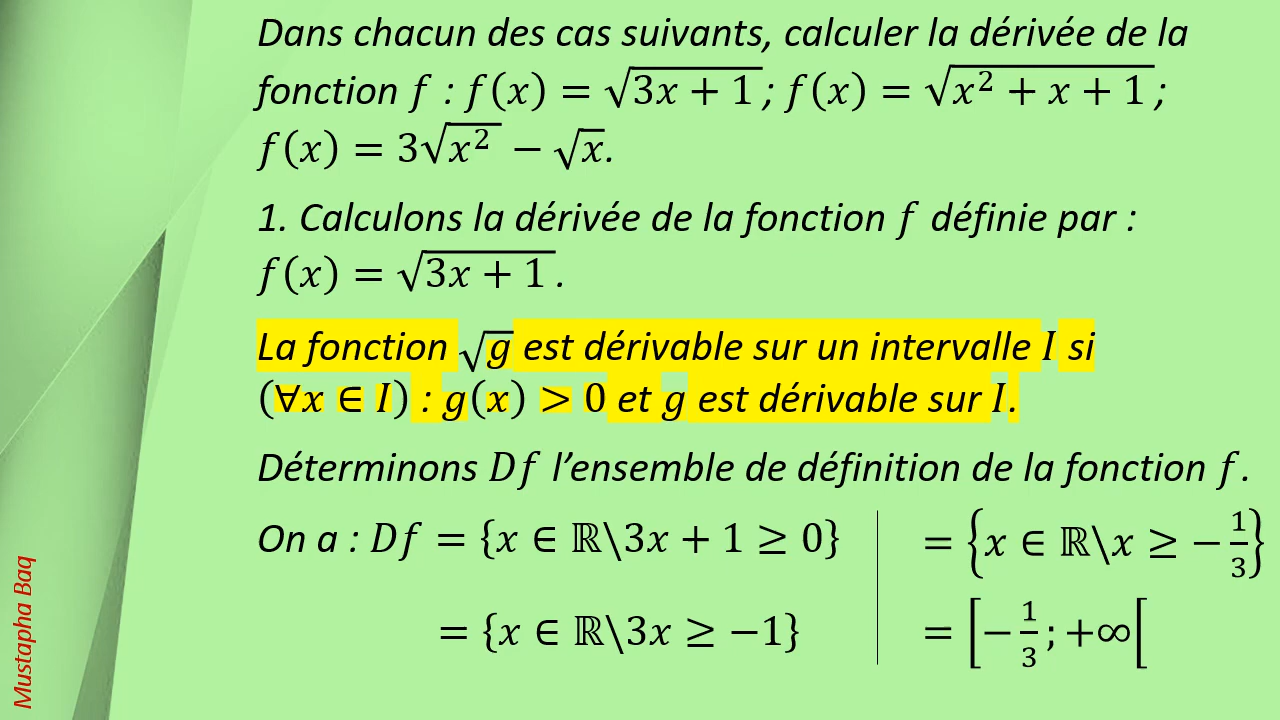 Dans chacun des cas suivants, calculer la dérivée de la
fonction f : f(x) = √(3x + 1) ; f(x) = √(x² + x + 1) ;
f(x) = 3√(x²) − √x.
1. Calculons la dérivée de la fonction f définie par :
f(x) = √(3x + 1).
La fonction √g est dérivable sur un intervalle I si
(∀x ∈ I) : g(x) > 0 et g est dérivable sur I.
Déterminons Df l’ensemble de définition de la fonction f.
On a : Df = {x ∈ ℝ\3x + 1 ≥ 0}
= {x ∈ ℝ\3x ≥ −1}
= {x ∈ ℝ\x ≥ −1/3}
= [−1/3 ; +∞[
Mustapha Baq